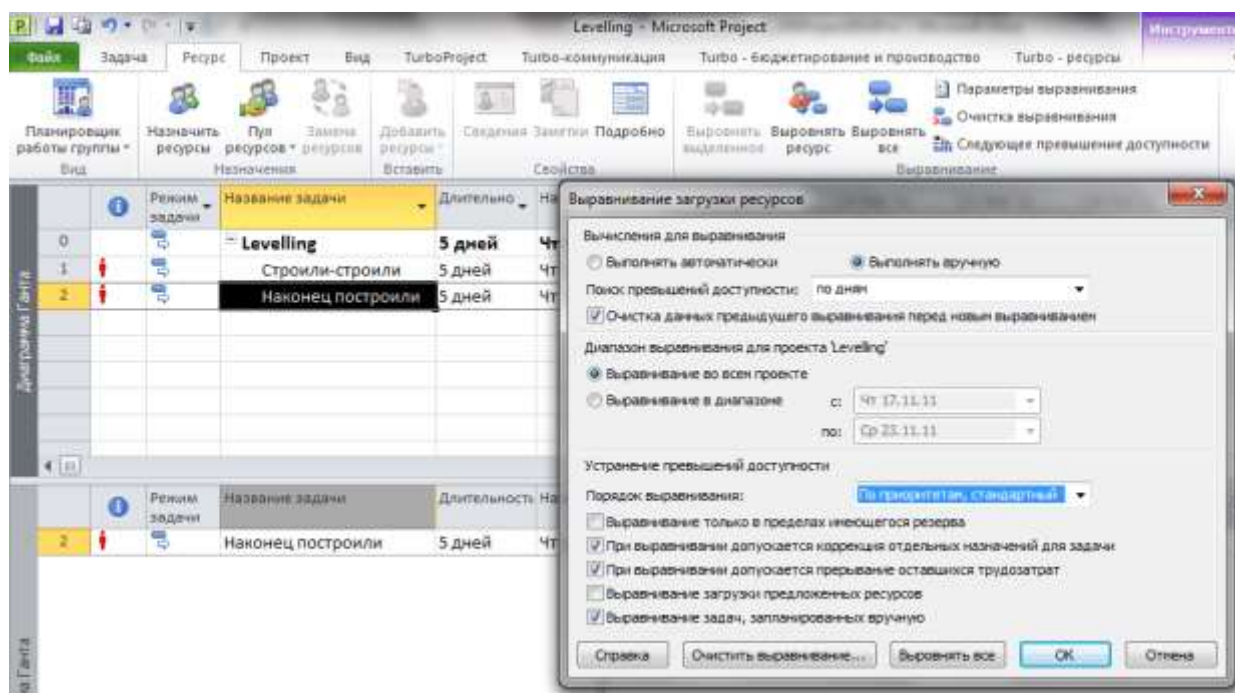 Levelling - Microsoft Project
Инструмент
Файл Задача Ресурс Проект Вид TurboProject Turbo-коммуникация Turbo - бюджетирование и производство Turbo - ресурсы
Планировщик работы группы
Назначить ресурсы
Пул ресурсов
Замена ресурсов
Добавить ресурсы
Сведения Заметки Подробно
Выровнять выделенное
Выровнять ресурс
Выровнять все
Параметры выравнивания
Очистка выравнивания
Следующее превышение доступности
Вид Назначения Вставить Свойства Выравнивание
Режим задачи Название задачи Длительно На
0 Levelling 5 дней Чт
1 Строили-строили 5 дней Чт
2 Наконец построили 5 дней Чт
Диаграмма Ганта
Режим задачи Название задачи Длительность На
2 Наконец построили 5 дней Чт
Выравнивание загрузки ресурсов
Вычисления для выравнивания
Выполнять автоматически Выполнять вручную
Поиск превышений доступности: по дням
Очистка данных предыдущего выравнивания перед новым выравниванием
Диапазон выравнивания для проекта 'Levelling'
Выравнивание во всем проекте
Выравнивание в диапазоне с: Чт 17.11.11
по: Ср 23.11.11
Устранение превышений доступности
Порядок выравнивания: По приоритетам, стандартный
Выравнивание только в пределах имеющегося резерва
При выравнивании допускается коррекция отдельных назначений для задачи
При выравнивании допускается прерывание оставшихся трудозатрат
Выравнивание загрузки предложенных ресурсов
Выравнивание задач, запланированных вручную
Справка Очистить выравнивание... Выровнять все ОК Отмена